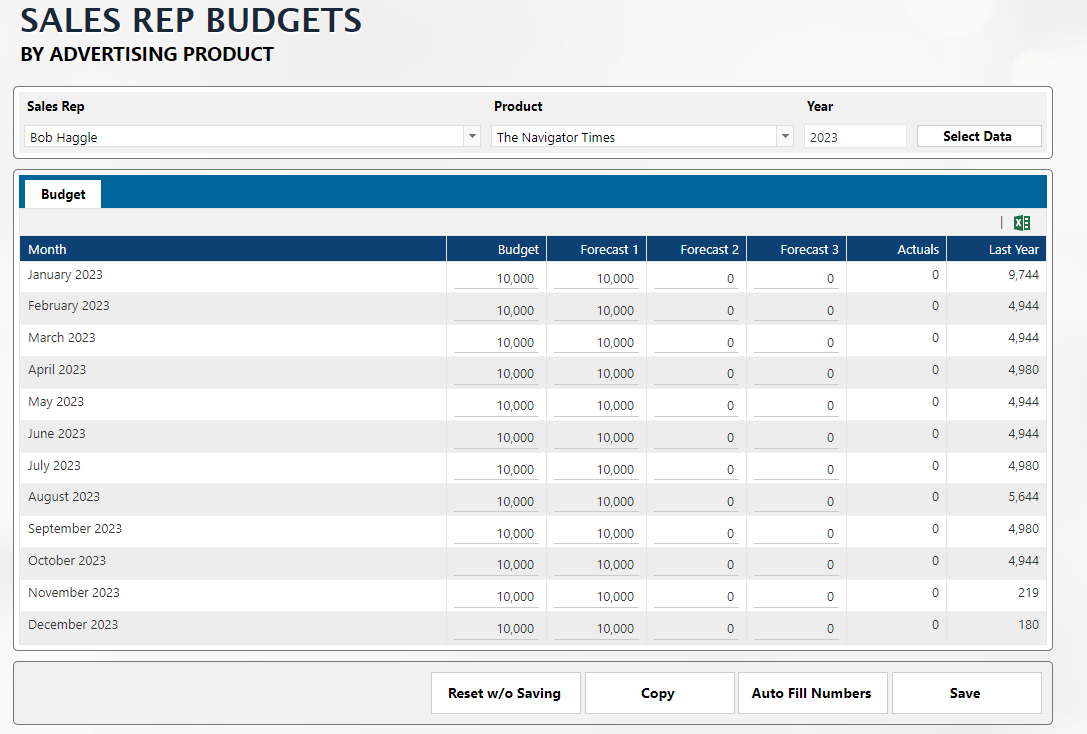 SALES REP BUDGETS
BY ADVERTISING PRODUCT
Sales Rep Product Year
Bob Haggle The Navigator Times 2023 Select Data
Budget
Month Budget Forecast 1 Forecast 2 Forecast 3 Actuals Last Year
January 2023 10,000 10,000 0 0 0 9,744
February 2023 10,000 10,000 0 0 0 4,944
March 2023 10,000 10,000 0 0 0 4,944
April 2023 10,000 10,000 0 0 0 4,980
May 2023 10,000 10,000 0 0 0 4,944
June 2023 10,000 10,000 0 0 0 4,944
July 2023 10,000 10,000 0 0 0 4,980
August 2023 10,000 10,000 0 0 0 5,644
September 2023 10,000 10,000 0 0 0 4,980
October 2023 10,000 10,000 0 0 0 4,944
November 2023 10,000 10,000 0 0 0 219
December 2023 10,000 10,000 0 0 0 180
Reset w/o Saving Copy Auto Fill Numbers Save